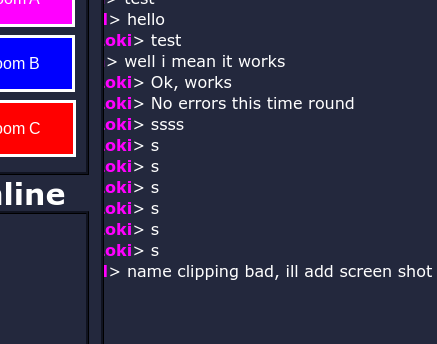 > test
oom A
> hello
oki> test
oom B
> well i mean it works
oki> Ok, works
oki> No errors this time round
oom C
oki> ssss
oki> s
oki> s
oki> s
nline
oki> s
oki> s
oki> s
> name clipping bad, ill add screen shot